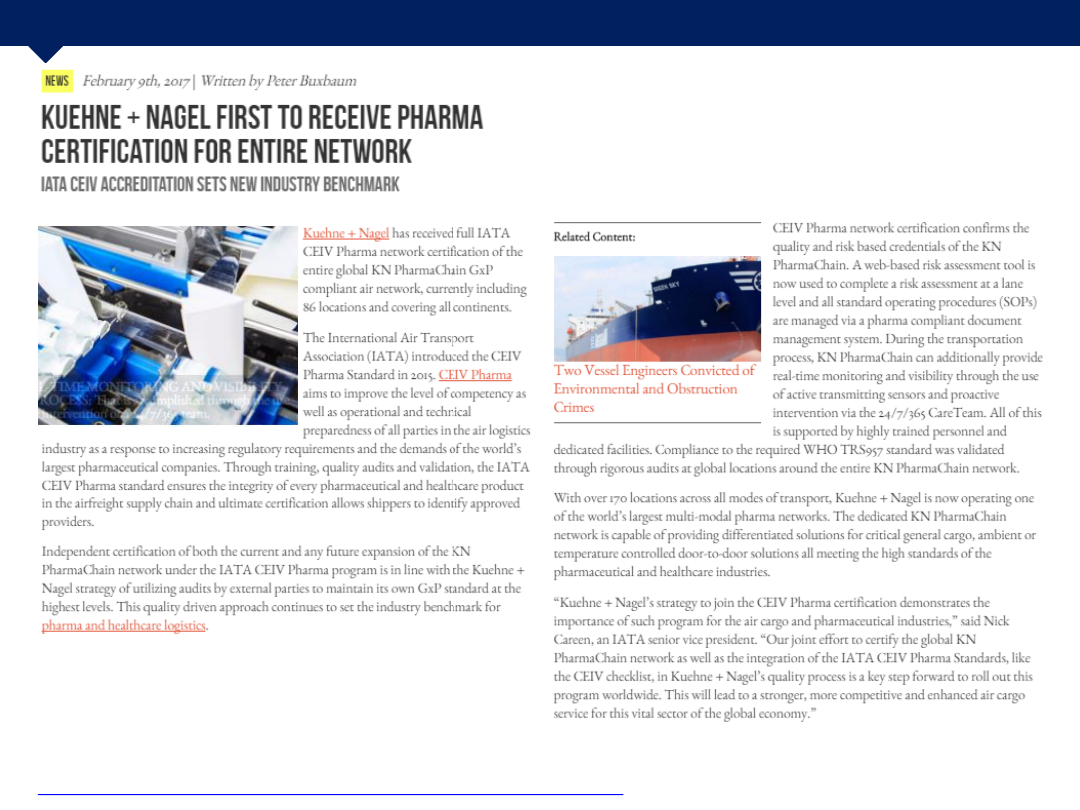 NEWS February 9th, 2017 | Written by Peter Buxbaum
KUEHNE + NAGEL FIRST TO RECEIVE PHARMA
CERTIFICATION FOR ENTIRE NETWORK
IATA CEIV ACCREDITATION SETS NEW INDUSTRY BENCHMARK
Kuehne + Nagel has received full IATA
CEIV Pharma network certification of the
entire global KN PharmaChain GxP
compliant air network, currently including
86 locations and covering all continents.
The International Air Transport
Association (IATA) introduced the CEIV
Pharma Standard in 2015. CEIV Pharma
aims to improve the level of competency as
well as operational and technical
preparedness of all parties in the air logistics
industry as a response to increasing regulatory requirements and the demands of the world's
largest pharmaceutical companies. Through training, quality audits and validation, the IATA
CEIV Pharma standard ensures the integrity of every pharmaceutical and healthcare product
in the airfreight supply chain and ultimate certification allows shippers to identify approved
providers.
Independent certification of both the current and any future expansion of the KN
PharmaChain network under the IATA CEIV Pharma program is in line with the Kuehne +
Nagel strategy of utilizing audits by external parties to maintain its own GxP standard at the
highest levels. This quality driven approach continues to set the industry benchmark for
pharma and healthcare logistics.
TIME MONITORING AND VISIBILITY
intervention 24/7/365 team.
Related Content:
Two Vessel Engineers Convicted of
Environmental and Obstruction
Crimes
CEIV Pharma network certification confirms the
quality and risk based credentials of the KN
PharmaChain. A web-based risk assessment tool is
now used to complete a risk assessment at a lane
level and all standard operating procedures (SOPs)
are managed via a pharma compliant document
management system. During the transportation
process, KN PharmaChain can additionally provide
real-time monitoring and visibility through the use
of active transmitting sensors and proactive
intervention via the 24/7/365 CareTeam. All of this
is supported by highly trained personnel and
dedicated facilities. Compliance to the required WHO TRS957 standard was validated
through rigorous audits at global locations around the entire KN PharmaChain network.
With over 170 locations across all modes of transport, Kuehne + Nagel is now operating one
of the world's largest multi-modal pharma networks. The dedicated KN PharmaChain
network is capable of providing differentiated solutions for critical general cargo, ambient or
temperature controlled door-to-door solutions all meeting the high standards of the
pharmaceutical and healthcare industries.
“Kuehne + Nagel's strategy to join the CEIV Pharma certification demonstrates the
importance of such program for the air cargo and pharmaceutical industries,” said Nick
Careen, an IATA senior vice president. “Our joint effort to certify the global KN
PharmaChain network as well as the integration of the IATA CEIV Pharma Standards, like
the CEIV checklist, in Kuehne + Nagel's quality process is a key step forward to roll out this
program worldwide. This will lead to a stronger, more competitive and enhanced air cargo
service for this vital sector of the global economy.”